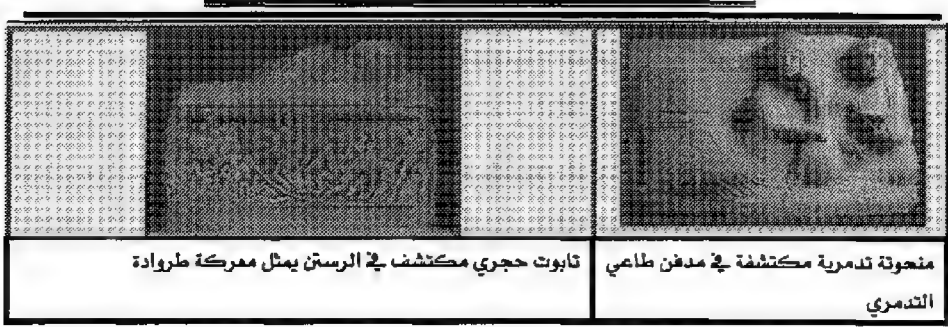 منحوتة تدمرية مكتشفة في مدفن طاعي
التدمري
تابوت حجري مكتشف في الرستن يمثل معركة طروادة